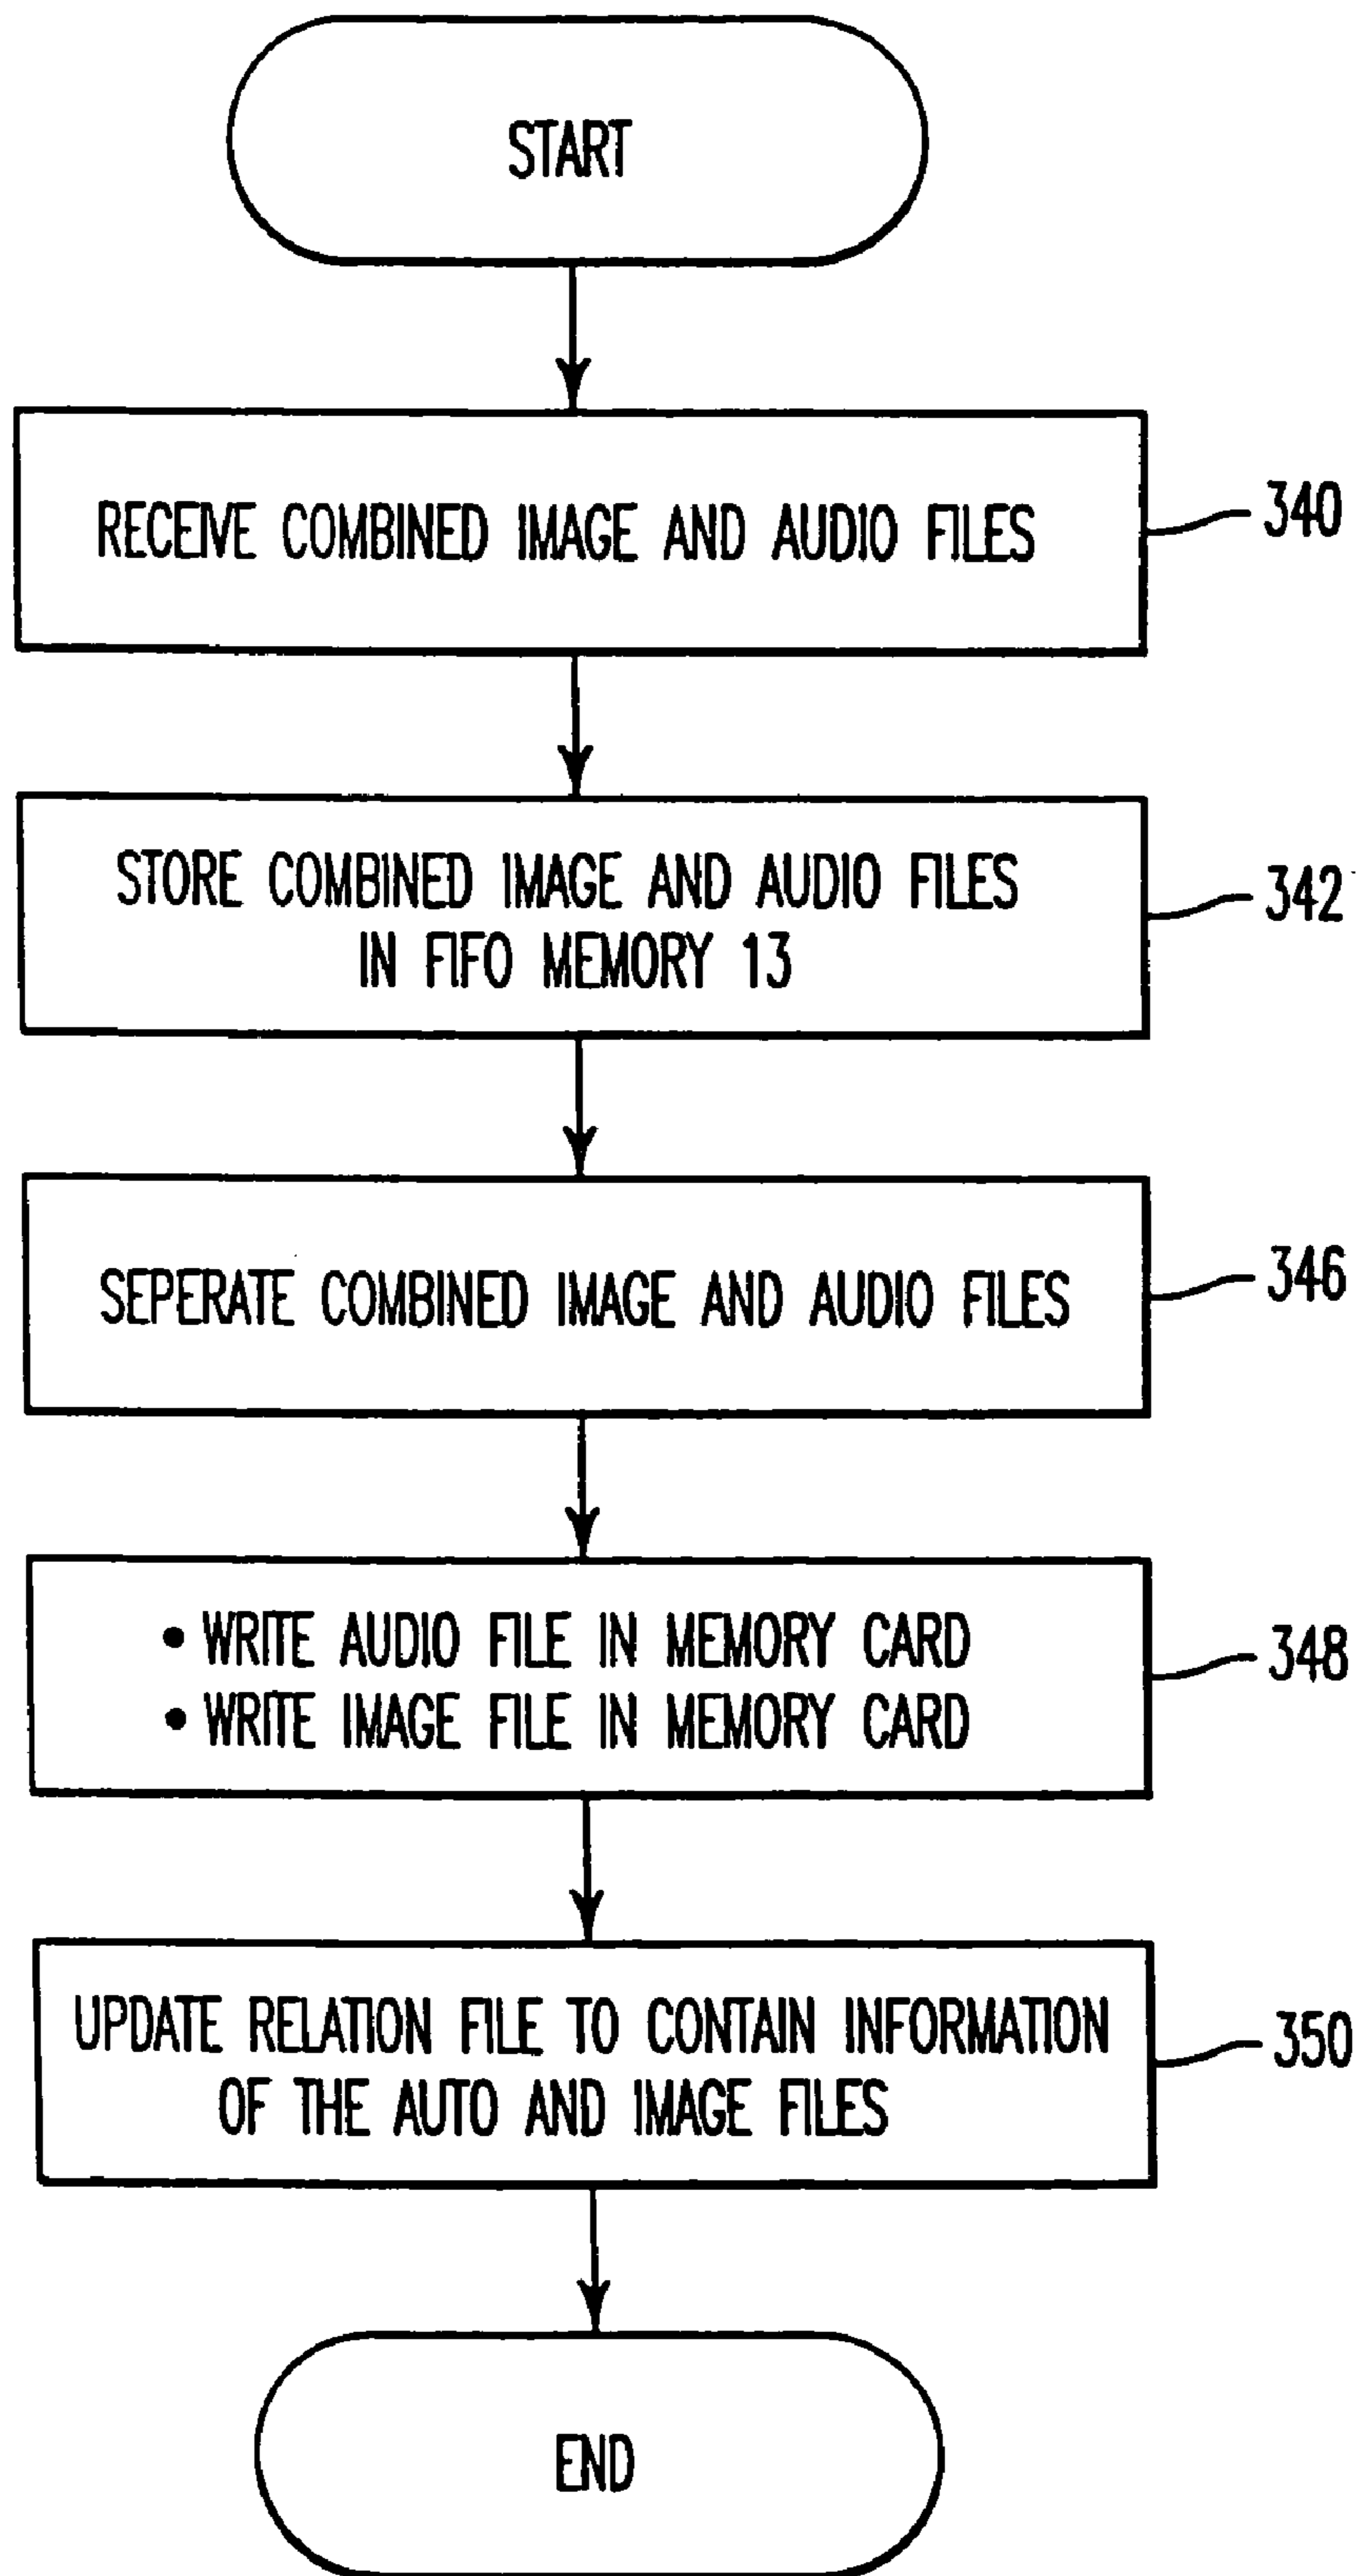 START
RECEIVE COMBINED IMAGE AND AUDIO FILES
340
STORE COMBINED IMAGE AND AUDIO FILES
IN FIFO MEMORY 13
342
SEPERATE COMBINED IMAGE AND AUDIO FILES
346
• WRITE AUDIO FILE IN MEMORY CARD
• WRITE IMAGE FILE IN MEMORY CARD
348
UPDATE RELATION FILE TO CONTAIN INFORMATION
OF THE AUTO AND IMAGE FILES
350
END